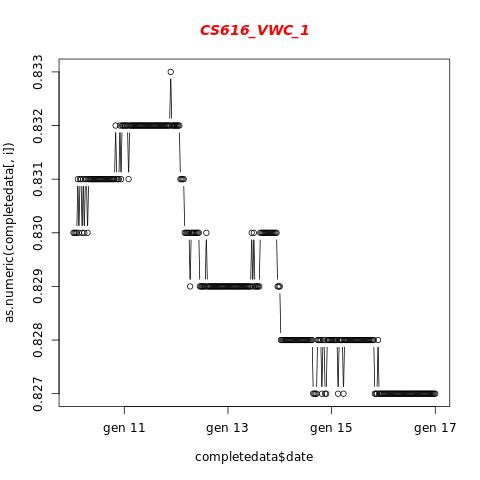 CS616_VWC_1
as.numeric(completedata[, i])
0.833
0.832
0.831
0.830
0.829
0.828
0.827
gen 11
gen 13
gen 15
gen 17
completedata$date